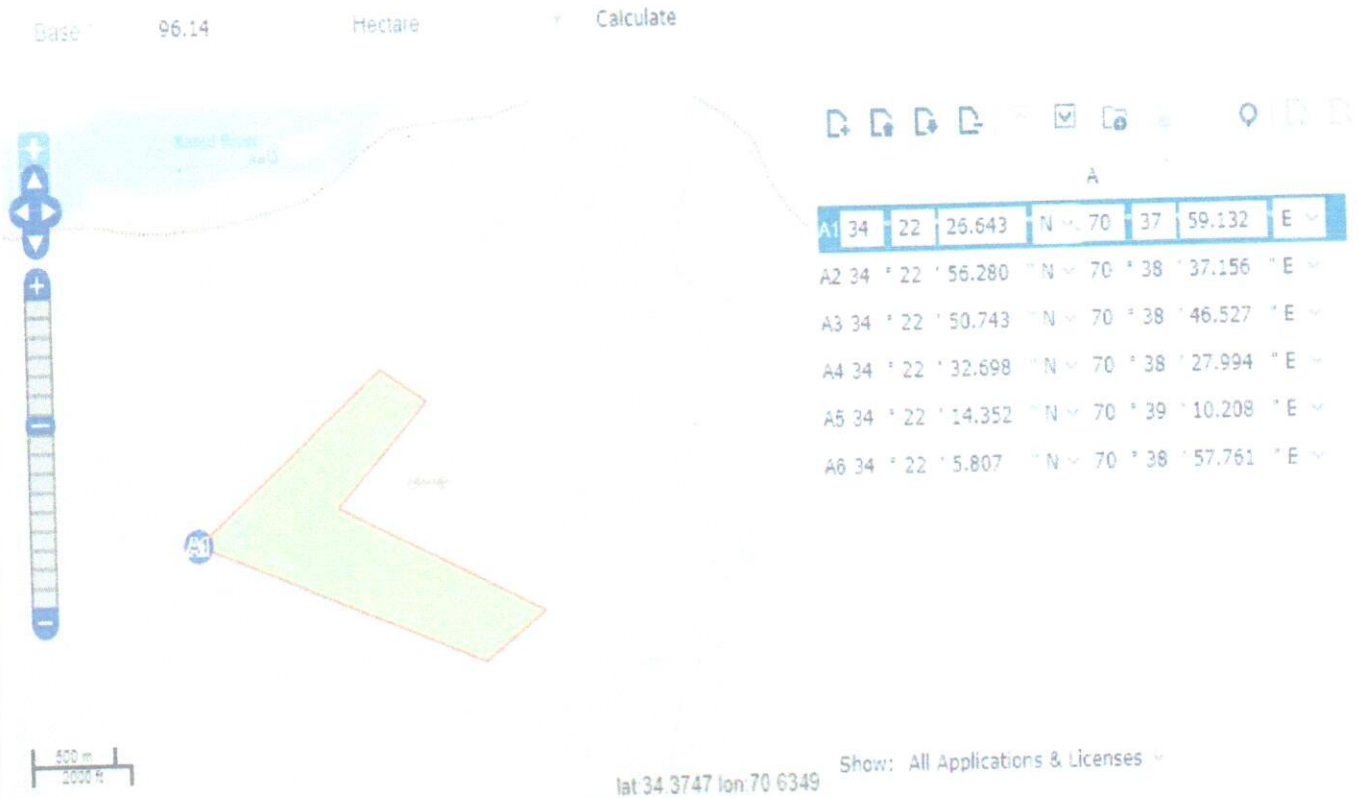 Base 96.14 Hectare Calculate
Kabul River
A
A1 34 22 26.643 N 70 37 59.132 E
A2 34 ° 22 ' 56.280 " N 70 ° 38 ' 37.156 " E
A3 34 ° 22 ' 50.743 " N 70 ° 38 ' 46.527 " E
A4 34 ° 22 ' 32.698 " N 70 ° 38 ' 27.994 " E
A5 34 ° 22 ' 14.352 " N 70 ° 39 ' 10.208 " E
A6 34 ° 22 ' 5.807 " N 70 ° 38 ' 57.761 " E
A1
500 m
2000 ft
lat:34.3747 lon:70.6349
Show: All Applications & Licenses